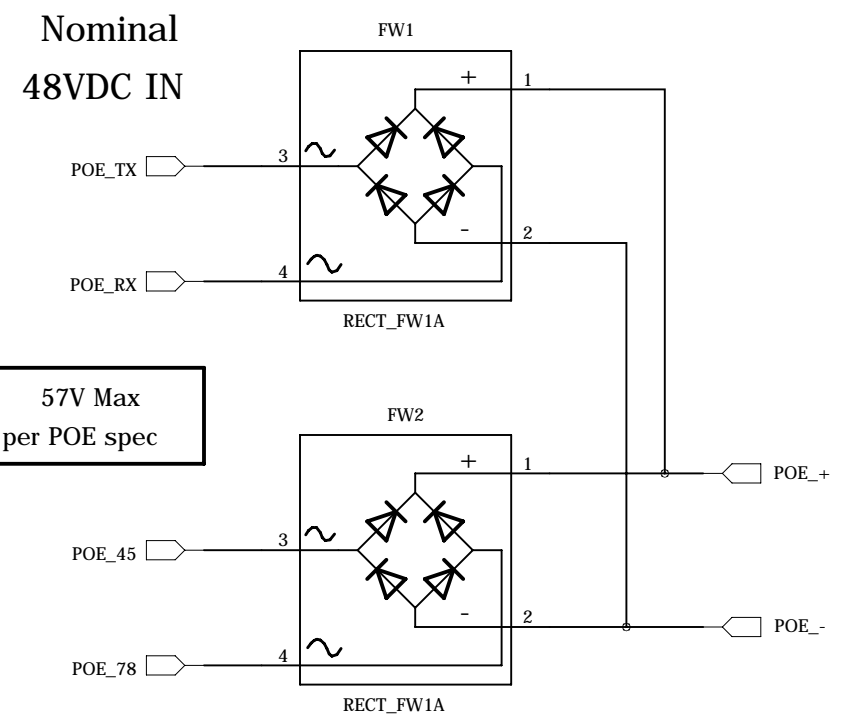 Nominal
48VDC IN
FW1
+
1
3
POE_TX
-
2
4
POE_RX
RECT_FW1A
57V Max
per POE spec
FW2
+
1
POE_+
3
POE_45
-
2
POE_-
4
POE_78
RECT_FW1A